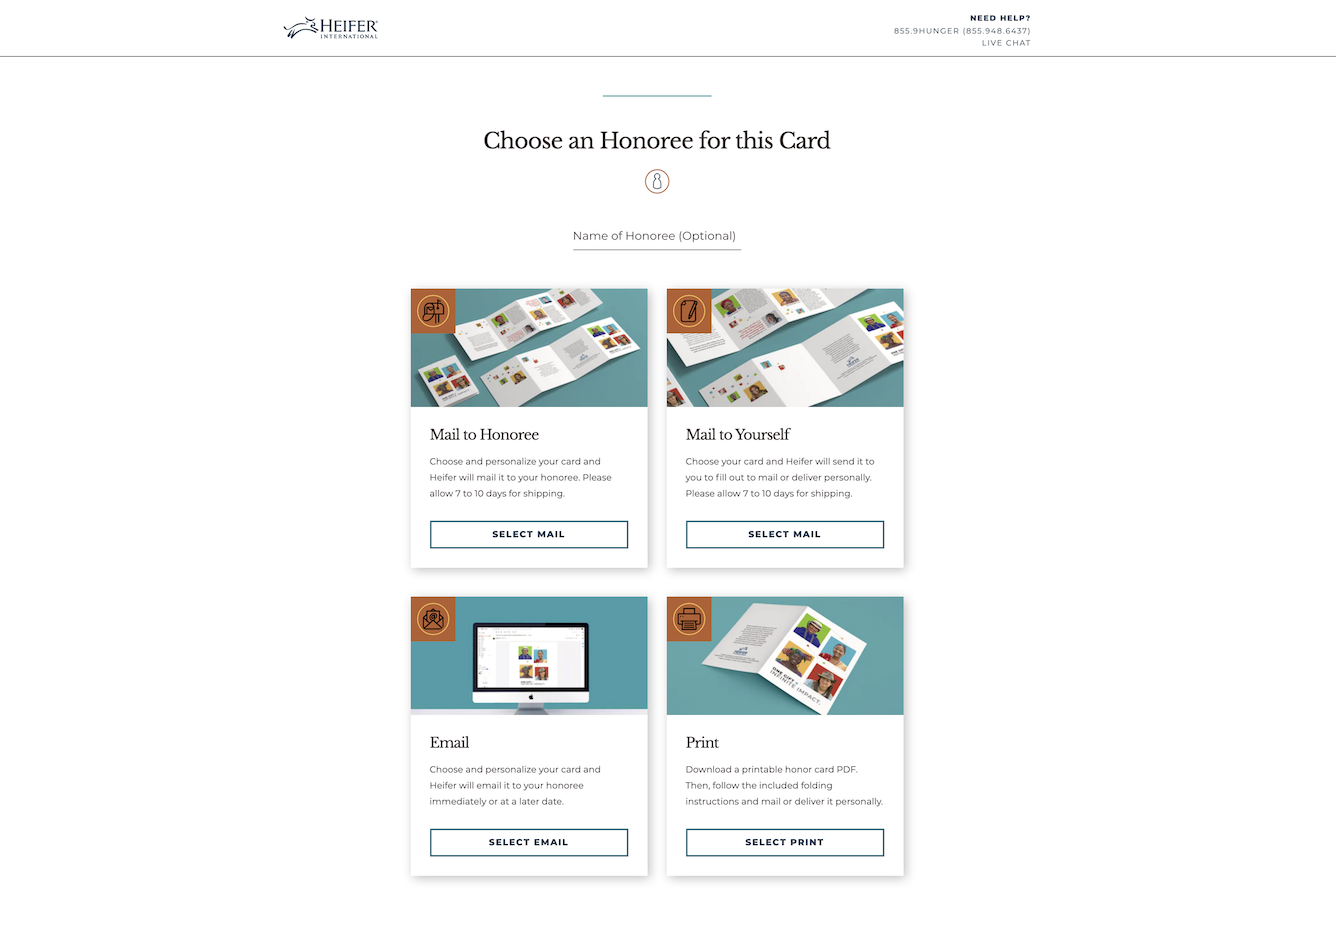 HEIFER
INTERNATIONAL
NEED HELP?
855.9HUNGER (855.948.6437)
LIVE CHAT
Choose an Honoree for this Card
Name of Honoree (Optional)
Mail to Honoree
Choose and personalize your card and
Heifer will mail it to your honoree. Please
allow 7 to 10 days for shipping.
SELECT MAIL
Mail to Yourself
Choose your card and Heifer will send it to
you to fill out to mail or deliver personally.
Please allow 7 to 10 days for shipping.
SELECT MAIL
Email
Choose and personalize your card and
Heifer will email it to your honoree
immediately or at a later date.
SELECT EMAIL
HEIFER
ONE GIFT
INFINITE IMPACT.
Print
Download a printable honor card PDF.
Then, follow the included folding
instructions and mail or deliver it personally.
SELECT PRINT